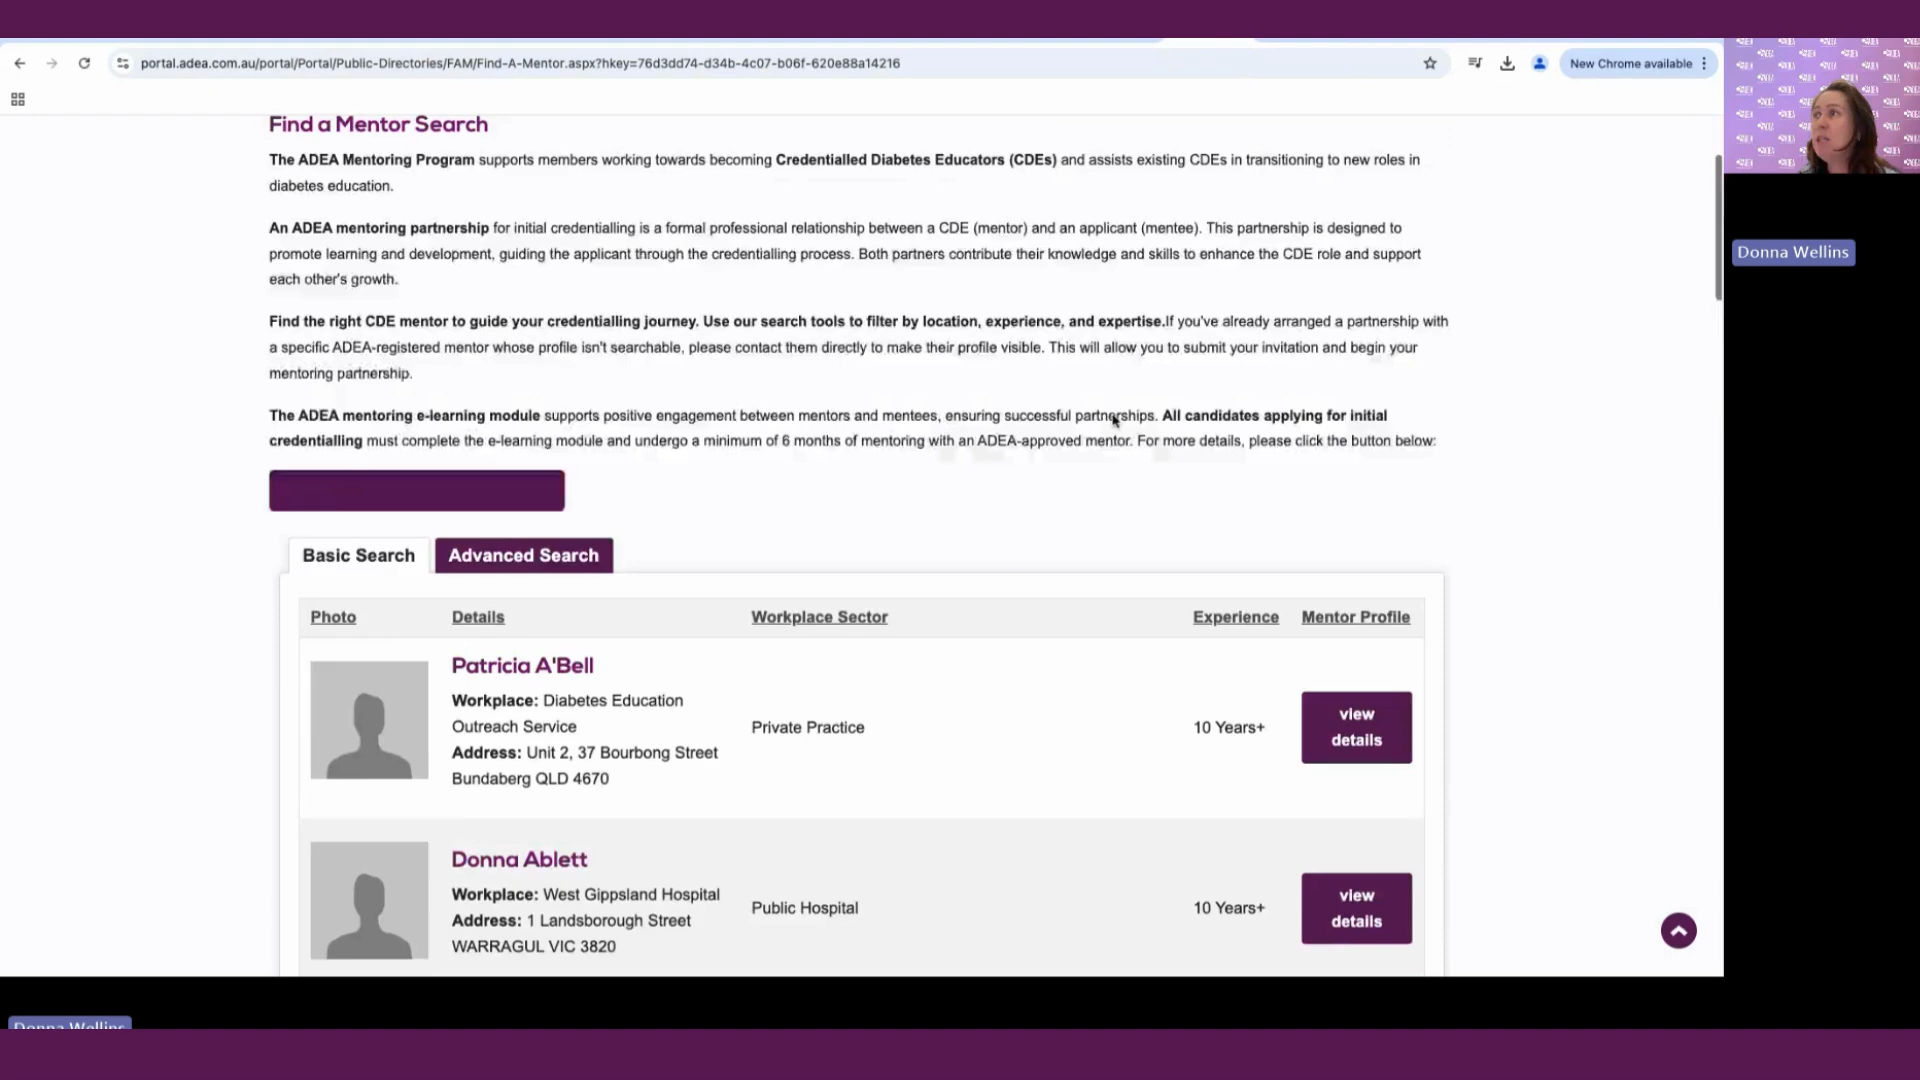 portal.adea.com.au/portal/Portal/Public-Directories/FAM/Find-A-Mentor.aspx?hkey=76d3dd74-d34b-4c07-b06f-620e88a14216
New Chrome available
Find a Mentor Search
The ADEA Mentoring Program supports members working towards becoming Credentialled Diabetes Educators (CDEs) and assists existing CDEs in transitioning to new roles in
diabetes education.
An ADEA mentoring partnership for initial credentialling is a formal professional relationship between a CDE (mentor) and an applicant (mentee). This partnership is designed to
promote learning and development, guiding the applicant through the credentialling process. Both partners contribute their knowledge and skills to enhance the CDE role and support
each other's growth.
Find the right CDE mentor to guide your credentialling journey. Use our search tools to filter by location, experience, and expertise.If you've already arranged a partnership with
a specific ADEA-registered mentor whose profile isn't searchable, please contact them directly to make their profile visible. This will allow you to submit your invitation and begin your
mentoring partnership.
The ADEA mentoring e-learning module supports positive engagement between mentors and mentees, ensuring successful partnerships. All candidates applying for initial
credentialling must complete the e-learning module and undergo a minimum of 6 months of mentoring with an ADEA-approved mentor. For more details, please click the button below:
Basic Search Advanced Search
Photo Details Workplace Sector Experience Mentor Profile
Patricia A'Bell
Workplace: Diabetes Education
Outreach Service
Address: Unit 2, 37 Bourbong Street
Bundaberg QLD 4670
Private Practice
10 Years+
view
details
Donna Ablett
Workplace: West Gippsland Hospital
Address: 1 Landsborough Street
WARRAGUL VIC 3820
Public Hospital
10 Years+
view
details
Donna Wellins
Donna Wellins